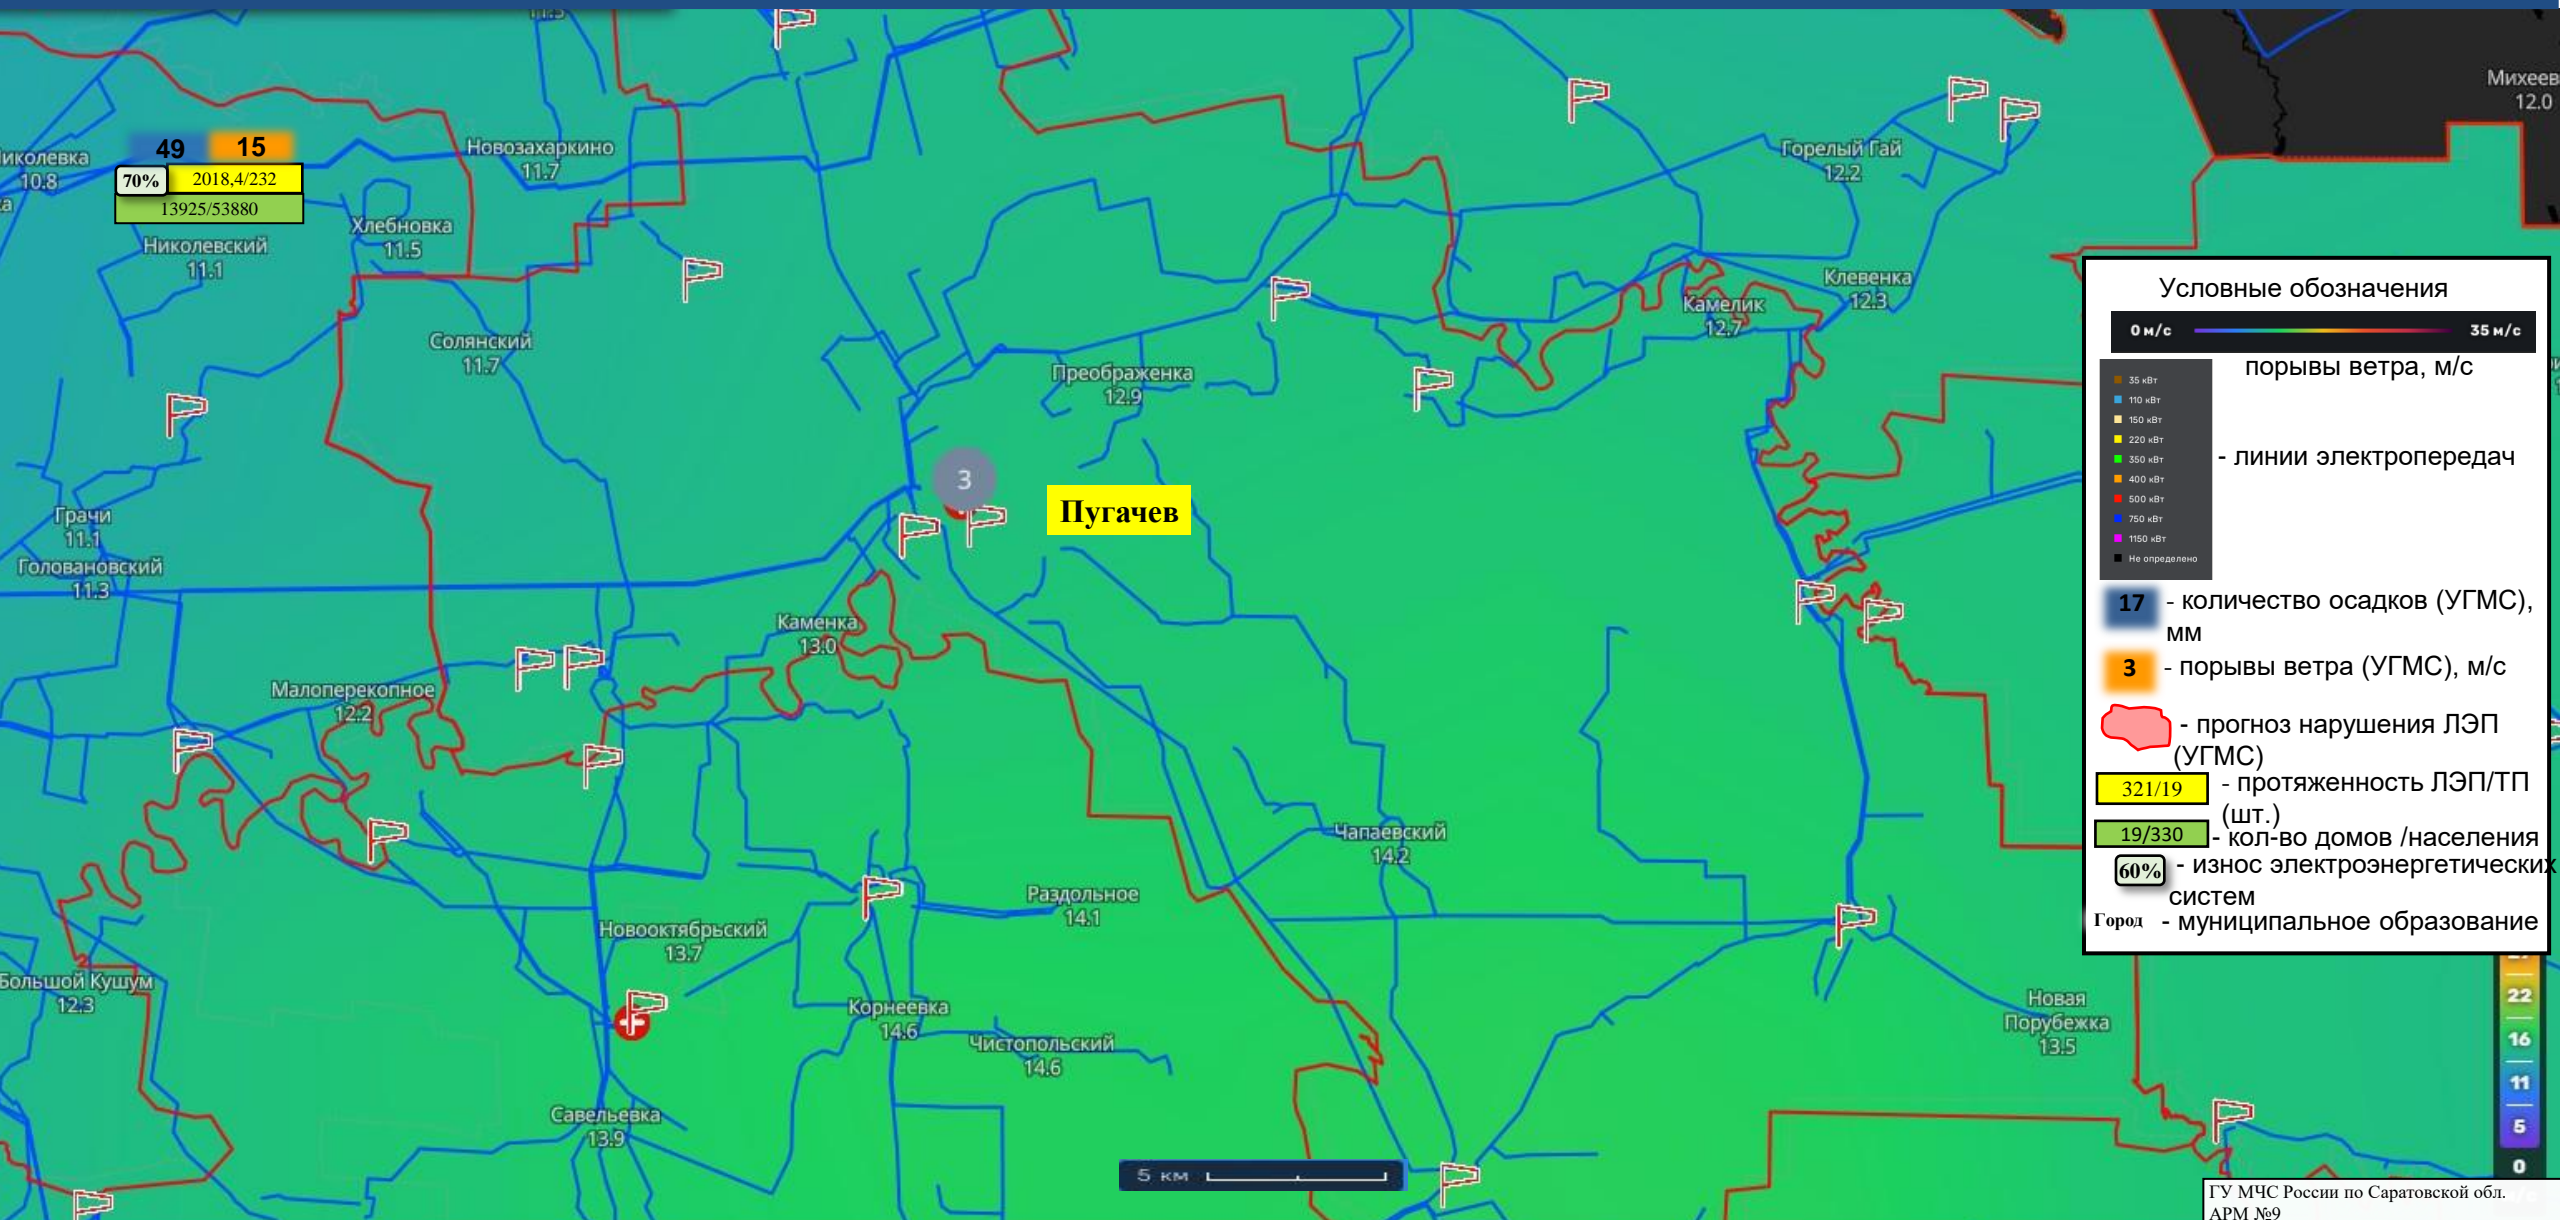 11.5
Михеев
12.0
Новозахаркино
11.7
Горелый Гай
12.2
иколевка
10.8
49
15
70%
2018,4/232
13925/53880
Хлебновка
11.5
Николевский
11.1
Солянский
11.7
Преображенка
12.9
Камелик
12.7
Клевенка
12.3
3
Пугачев
Грачи
11.1
Головановский
11.3
Каменка
13.0
Малоперекопное
12.2
Чапаевский
14.2
Раздольное
14.1
Новооктябрьский
13.7
Большой Кушум
12.3
Корнеевка
14.6
Чистопольский
14.6
Новая
Порубежка
13.5
Савельевка
13.9
5 км
Условные обозначения
0 м/с
35 м/с
порывы ветра, м/с
35 кВт
110 кВт
150 кВт
220 кВт
350 кВт
400 кВт
500 кВт
750 кВт
1150 кВт
Не определено
- линии электропередач
17 - количество осадков (УГМС),
мм
3 - порывы ветра (УГМС), м/с
- прогноз нарушения ЛЭП
(УГМС)
321/19 - протяженность ЛЭП/ТП
(шт.)
19/330 - кол-во домов /населения
60% - износ электроэнергетических
систем
Город - муниципальное образование
22
16
11
5
0
ГУ МЧС России по Саратовской обл.
АРМ №9